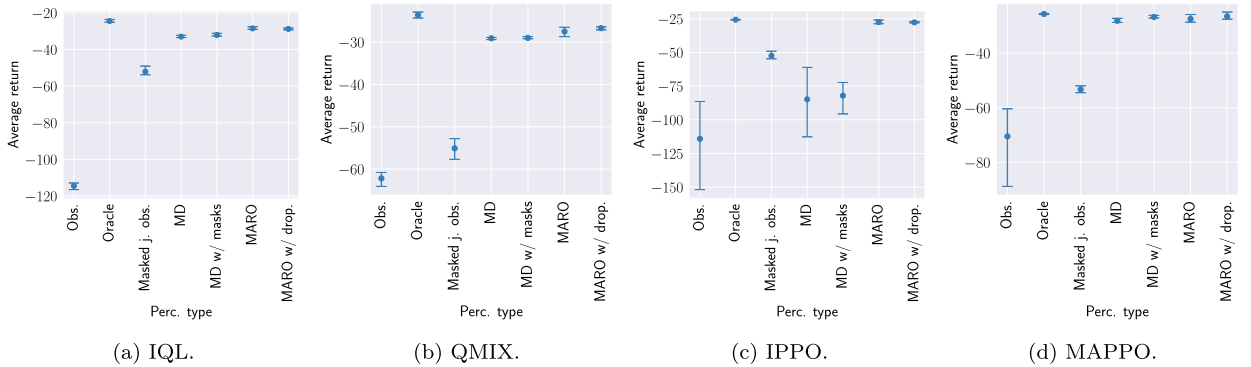 Average return
−20
−40
−60
−80
−100
−120
Obs.
Oracle
Masked j. obs.
MD
MD w/ masks
MARO
MARO w/ drop.
Perc. type
(a) IQL.
Average return
−30
−40
−50
−60
Obs.
Oracle
Masked j. obs.
MD
MD w/ masks
MARO
MARO w/ drop.
Perc. type
(b) QMIX.
Average return
−25
−50
−75
−100
−125
−150
Obs.
Oracle
Masked j. obs.
MD
MD w/ masks
MARO
MARO w/ drop.
Perc. type
(c) IPPO.
Average return
−40
−60
−80
Obs.
Oracle
Masked j. obs.
MD
MD w/ masks
MARO
MARO w/ drop.
Perc. type
(d) MAPPO.